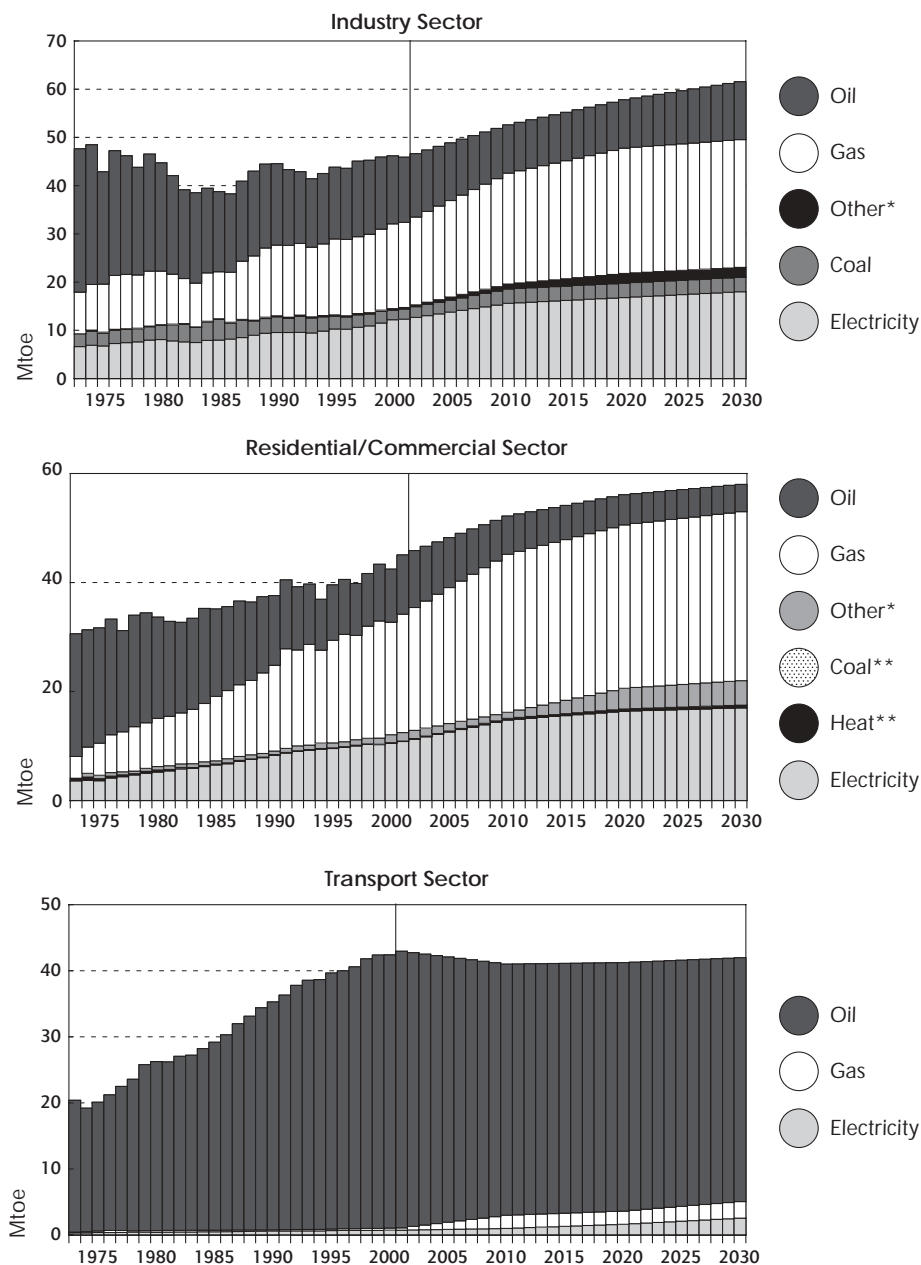 Industry Sector
70
60
50
40
30
20
10
0
Mtoe
1975 1980 1985 1990 1995 2000 2005 2010 2015 2020 2025 2030
Oil
Gas
Other*
Coal
Electricity
Residential/Commercial Sector
60
40
20
0
Mtoe
1975 1980 1985 1990 1995 2000 2005 2010 2015 2020 2025 2030
Oil
Gas
Other*
Coal**
Heat**
Electricity
Transport Sector
50
40
30
20
10
0
Mtoe
1975 1980 1985 1990 1995 2000 2005 2010 2015 2020 2025 2030
Oil
Gas
Electricity